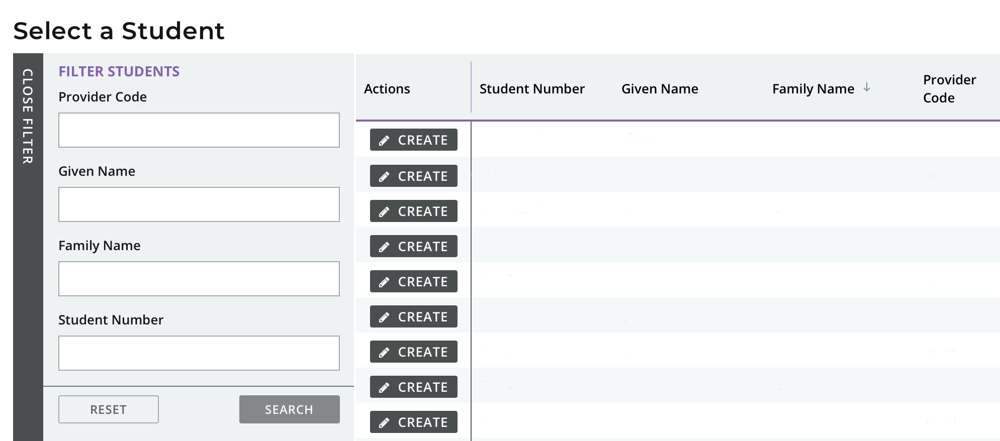 Select a Student
CLOSE FILTER
FILTER STUDENTS
Provider Code
Given Name
Family Name
Student Number
RESET
SEARCH
Actions
Student Number
Given Name
Family Name
Provider
Code
CREATE
CREATE
CREATE
CREATE
CREATE
CREATE
CREATE
CREATE
CREATE